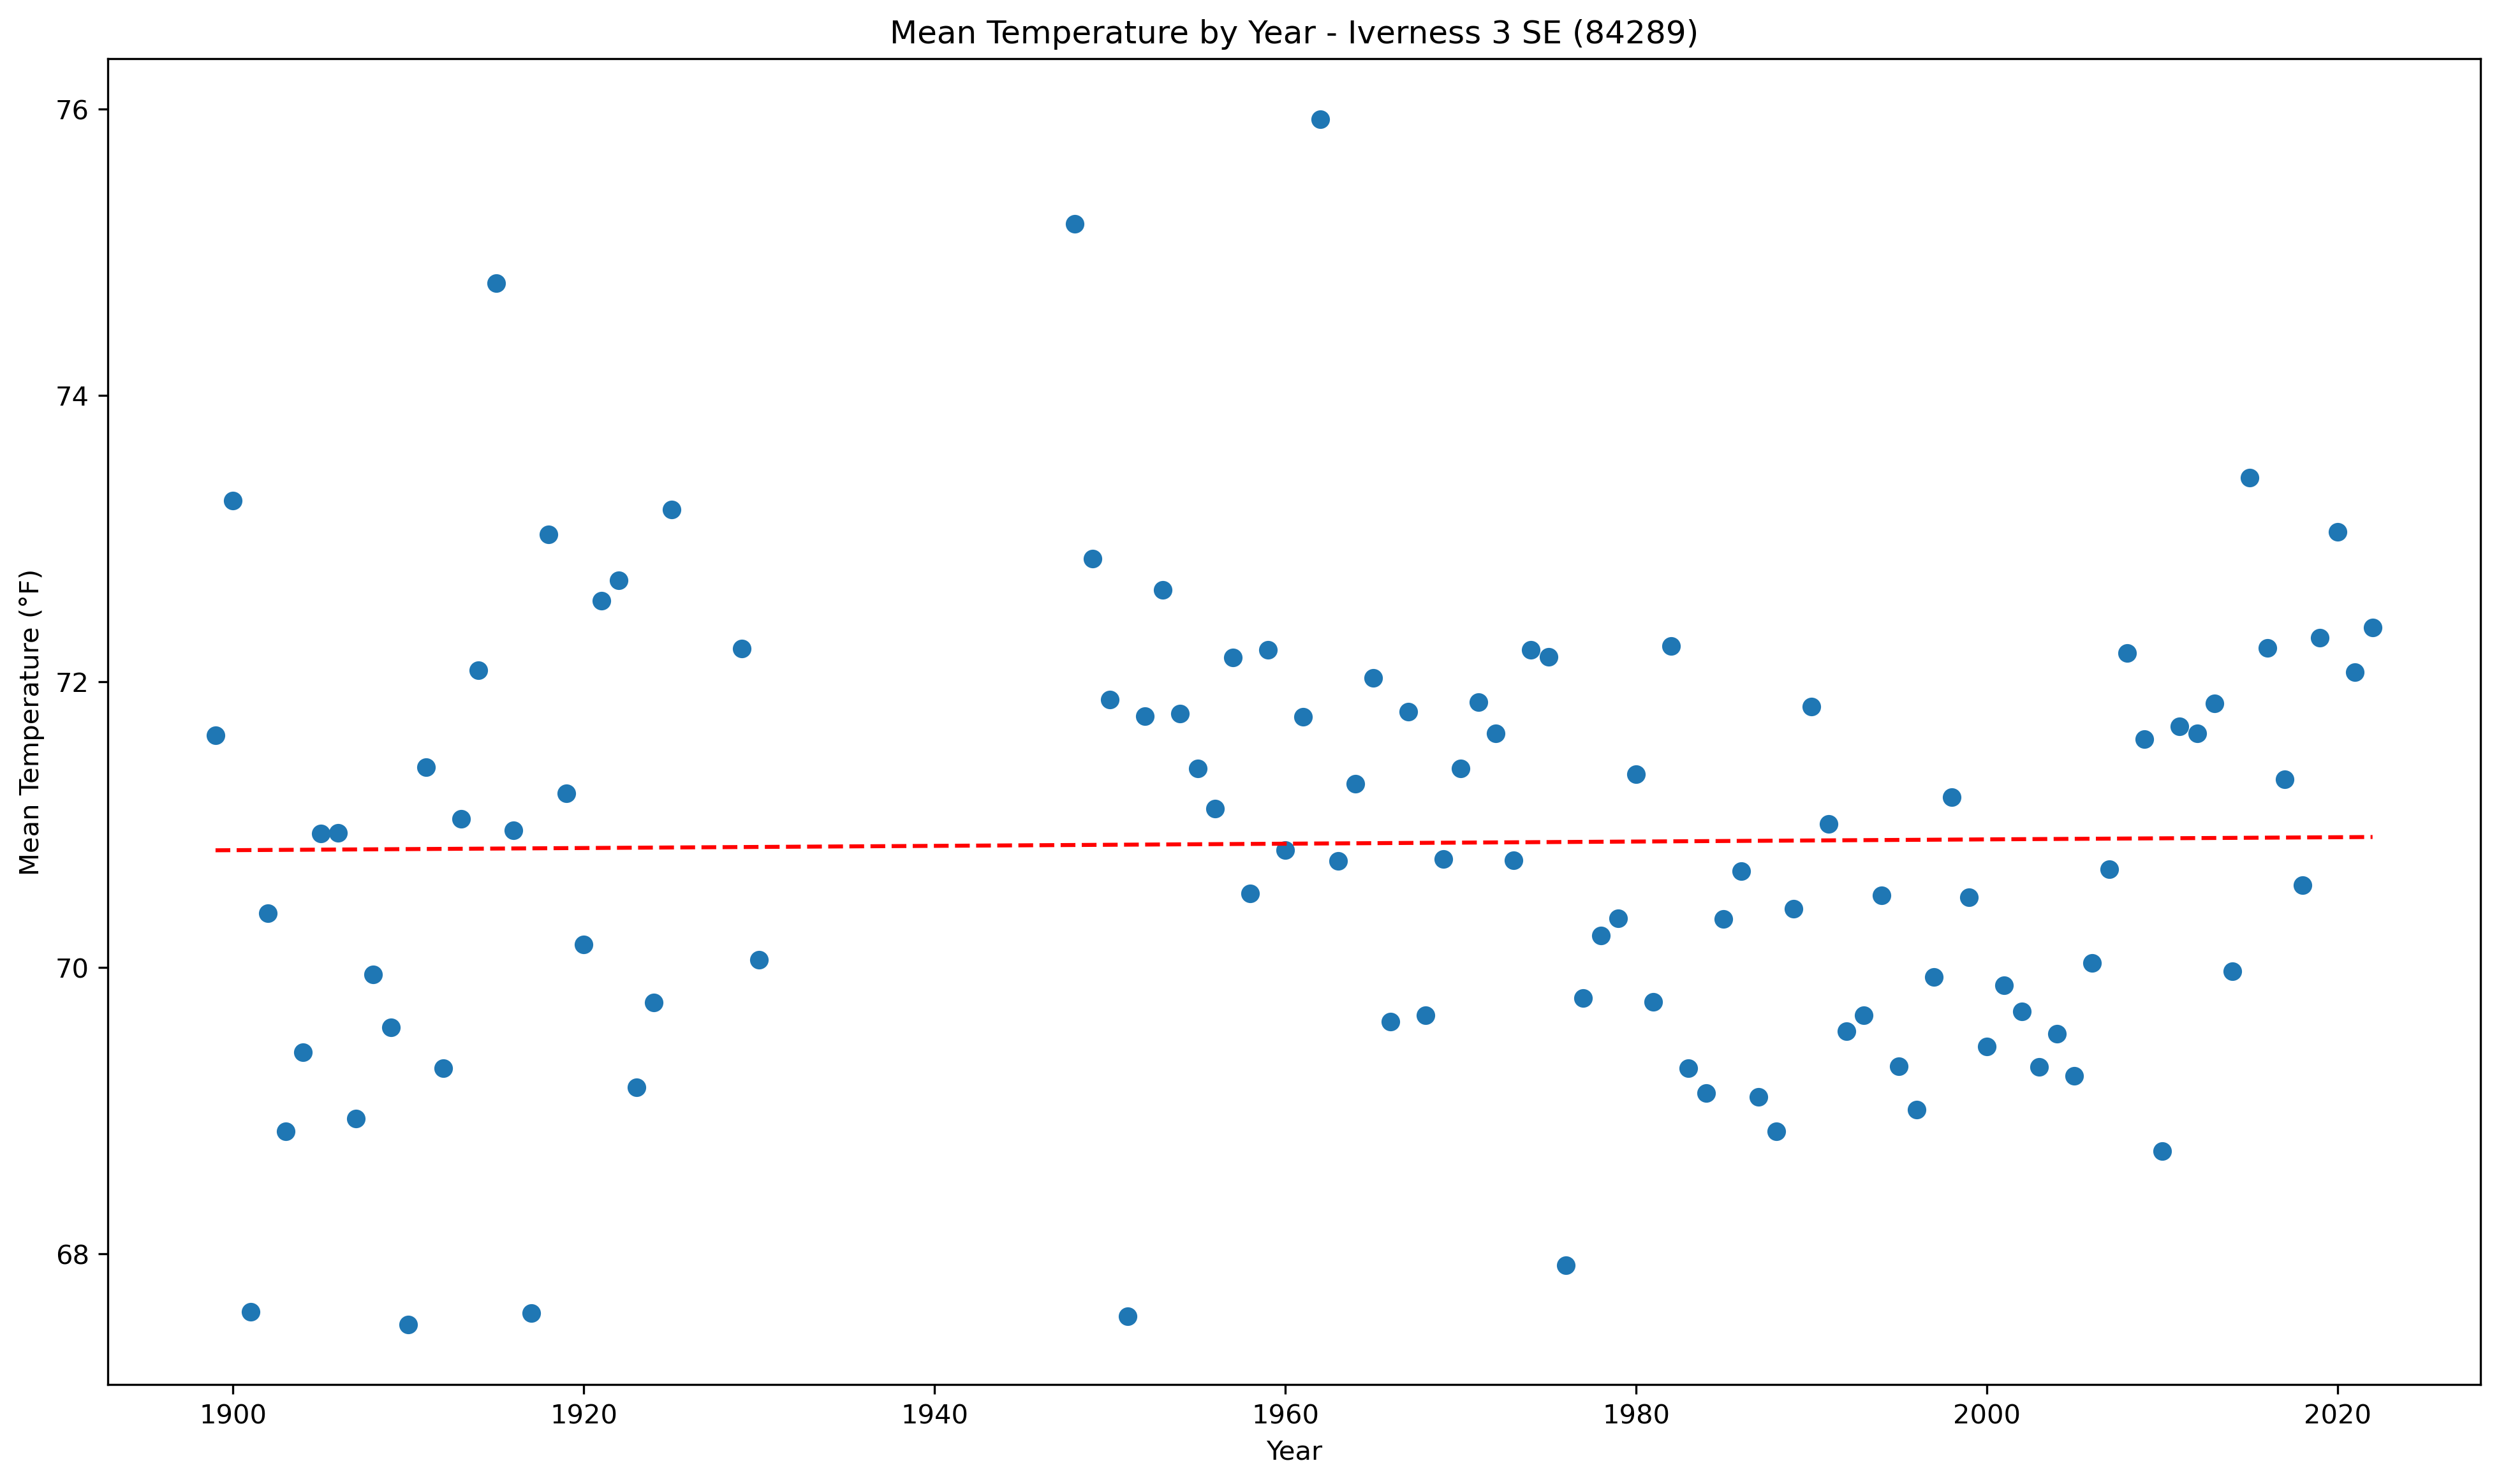 Mean Temperature by Year - Iverness 3 SE (84289)
Mean Temperature (°F)
76
74
72
70
68
1900 1920 1940 1960 1980 2000 2020
Year